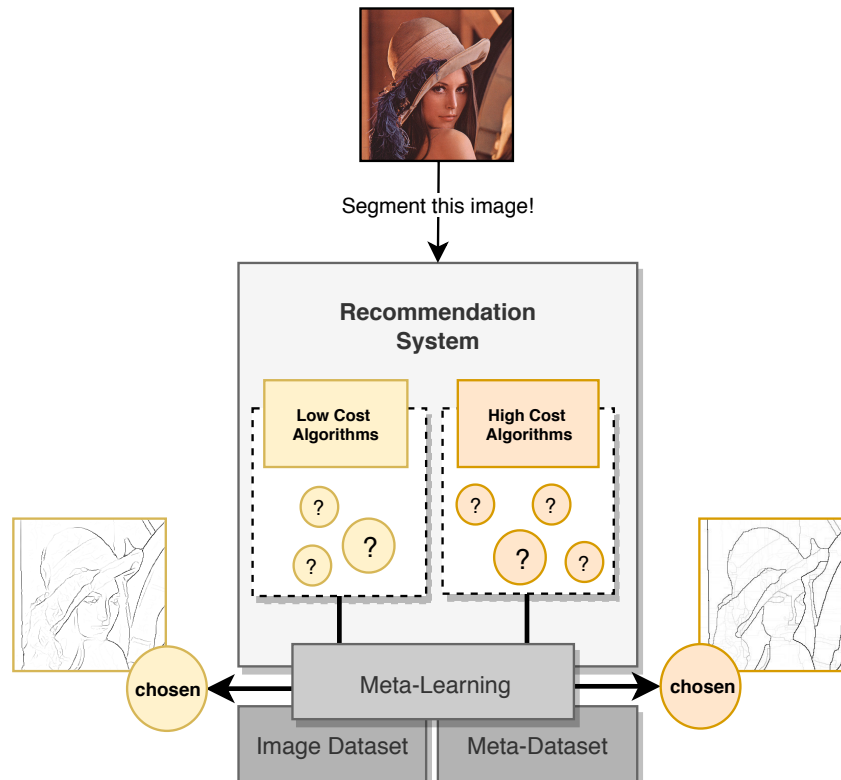 Segment this image!
Recommendation
System
Low Cost
Algorithms
High Cost
Algorithms
?
?
?
?
?
?
?
Meta-Learning
chosen
chosen
Image Dataset
Meta-Dataset